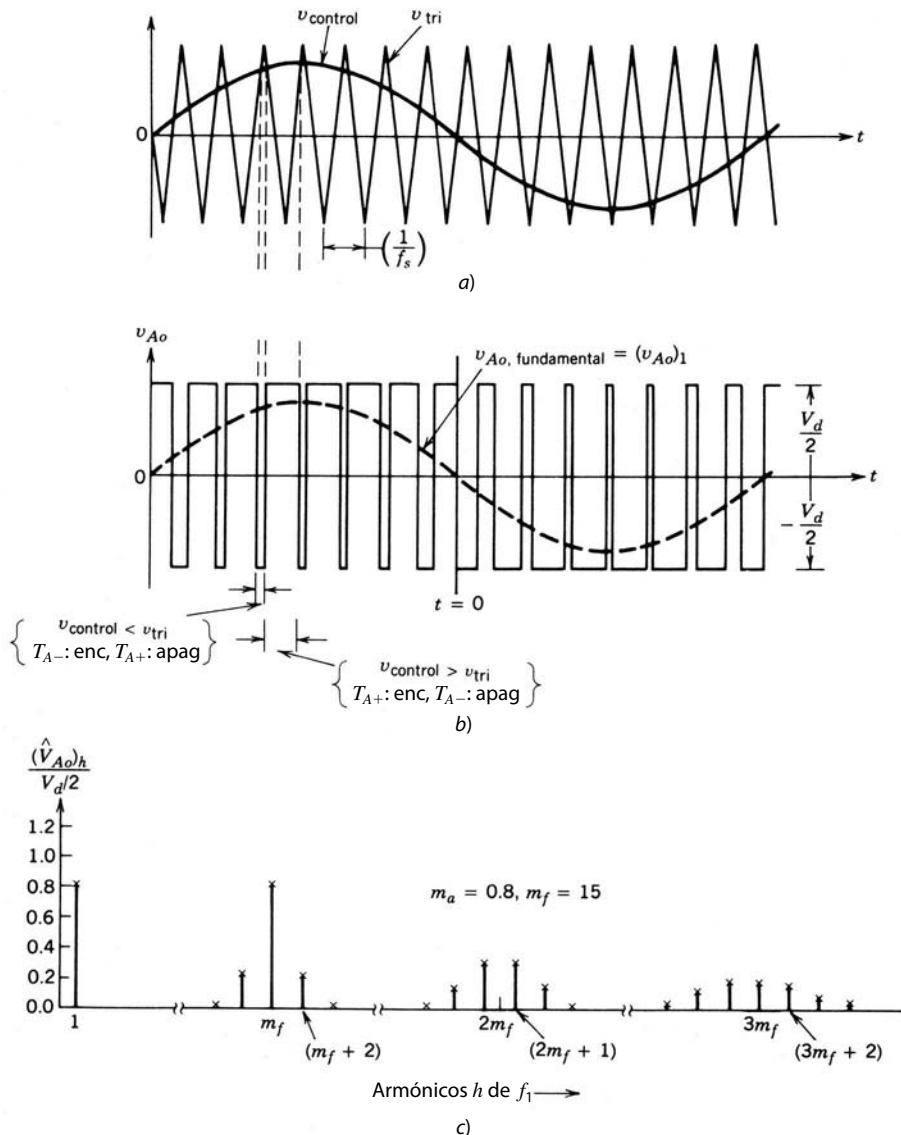 v_control v_tri
0
t
(1/f_s)
a)
v_Ao
v_Ao, fundamental = (v_Ao)_1
0
t
V_d/2
− V_d/2
t = 0
{ v_control < v_tri
T_A−: enc, T_A+: apag }
{ v_control > v_tri
T_A+: enc, T_A−: apag }
b)
(V̂_Ao)_h
V_d/2
1.2
1.0
0.8
0.6
0.4
0.2
0.0
m_a = 0.8, m_f = 15
1 m_f 2m_f 3m_f
(m_f + 2) (2m_f + 1) (3m_f + 2)
Armónicos h de f_1
c)